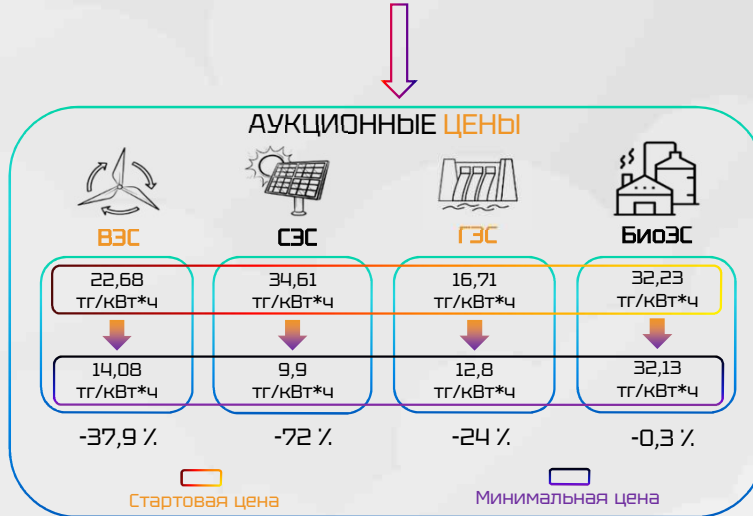 АУКЦИОННЫЕ ЦЕНЫ
ВЭС СЭС ГЭС БиоЭС
22,68 34,61 16,71 32,23
тг/кВт*ч тг/кВт*ч тг/кВт*ч тг/кВт*ч
14,08 9,9 12,8 32,13
тг/кВт*ч тг/кВт*ч тг/кВт*ч тг/кВт*ч
-37,9 % -72 % -24 % -0,3 %
Стартовая цена Минимальная цена